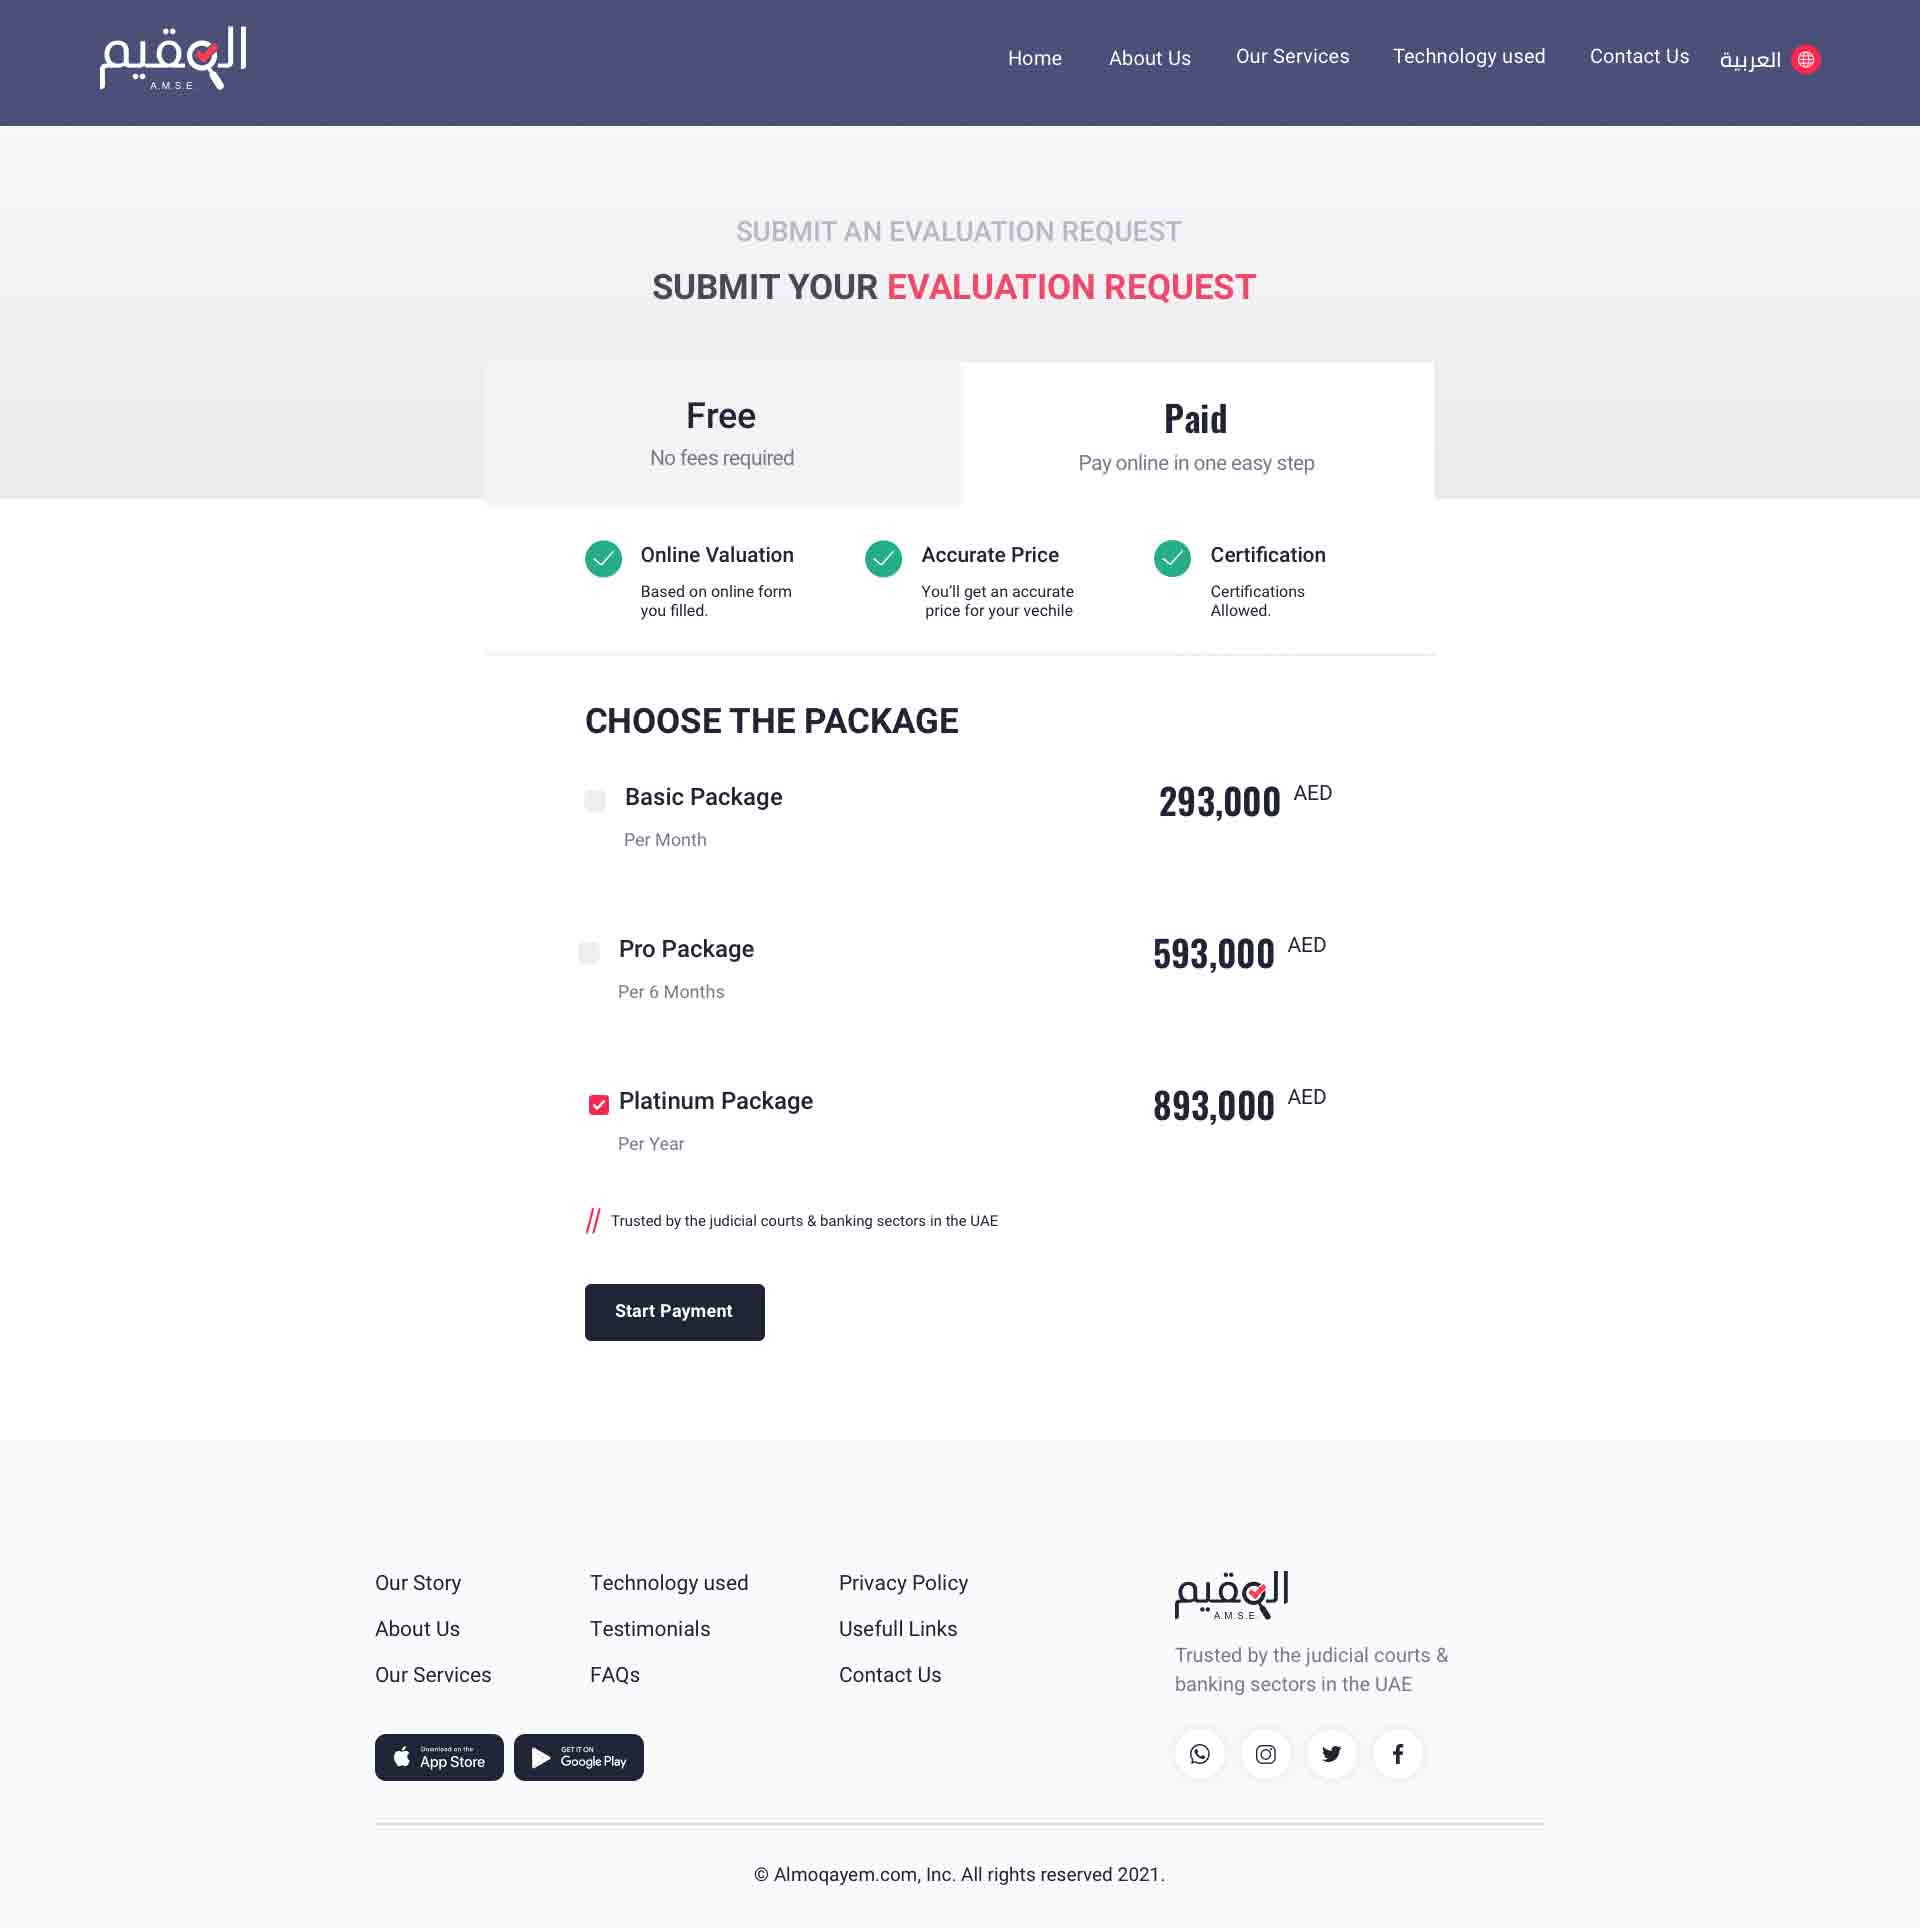 المقيم
A.M.S.E
Home
About Us
Our Services
Technology used
Contact Us
العربية
SUBMIT AN EVALUATION REQUEST
SUBMIT YOUR EVALUATION REQUEST
Free
No fees required
Paid
Pay online in one easy step
Online Valuation
Based on online form
you filled.
Accurate Price
You’ll get an accurate
price for your vechile
Certification
Certifications
Allowed.
CHOOSE THE PACKAGE
Basic Package
293,000 AED
Per Month
Pro Package
593,000 AED
Per 6 Months
Platinum Package
893,000 AED
Per Year
// Trusted by the judicial courts & banking sectors in the UAE
Start Payment
Our Story
About Us
Our Services
Technology used
Testimonials
FAQs
Privacy Policy
Usefull Links
Contact Us
المقيم
A.M.S.E
Trusted by the judicial courts &
banking sectors in the UAE
Download on the
App Store
GET IT ON
Google Play
© Almoqayem.com, Inc. All rights reserved 2021.